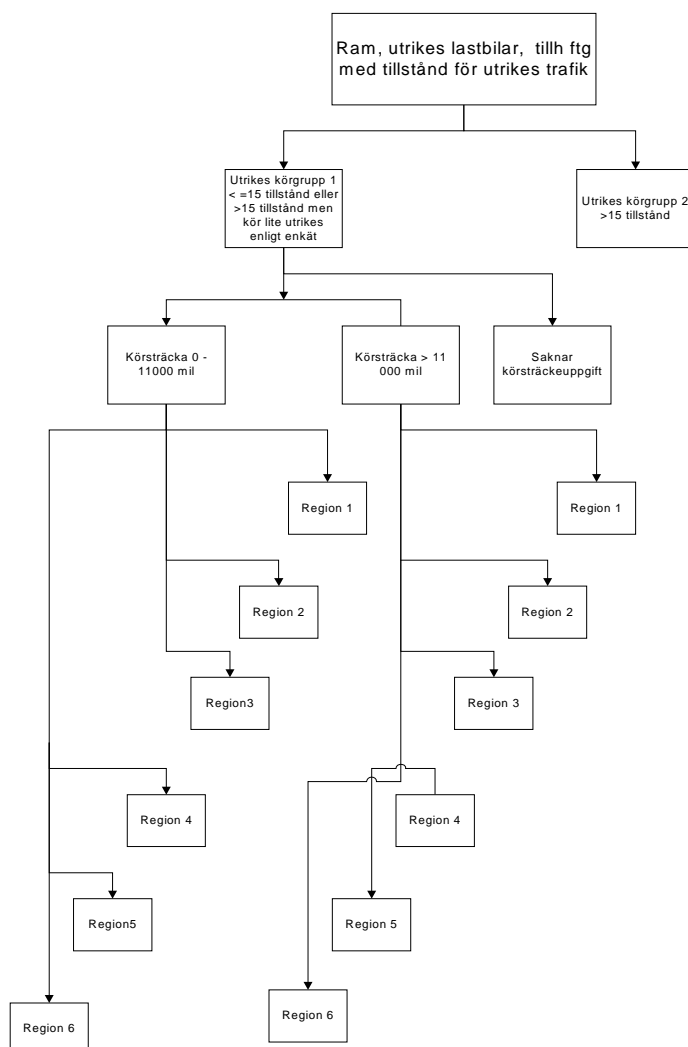 Ram, utrikes lastbilar, tillh ftg
med tillstånd för utrikes trafik
Utrikes körgrupp 1
< =15 tillstånd eller
>15 tillstånd men
kör lite utrikes
enligt enkät
Utrikes körgrupp 2
>15 tillstånd
Körsträcka 0 -
11000 mil
Körsträcka > 11
000 mil
Saknar
körsträckeuppgift
Region 1
Region 1
Region 2
Region 2
Region3
Region 3
Region 4
Region 4
Region5
Region 5
Region 6
Region 6